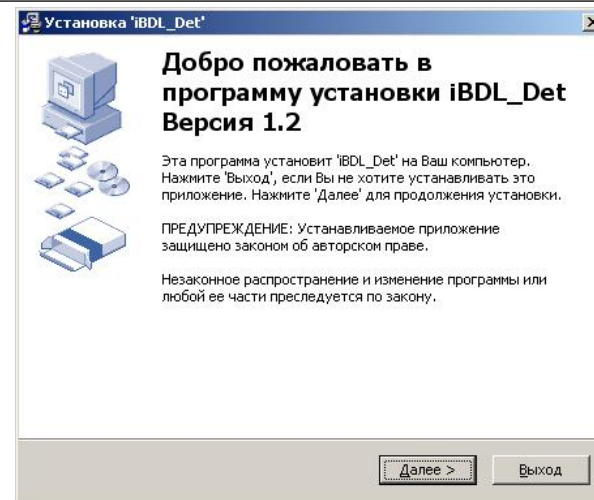 Установка 'iBDL_Det'
Добро пожаловать в
программу установки iBDL_Det
Версия 1.2
Эта программа установит 'iBDL_Det' на Ваш компьютер.
Нажмите 'Выход', если Вы не хотите устанавливать это
приложение. Нажмите 'Далее' для продолжения установки.
ПРЕДУПРЕЖДЕНИЕ: Устанавливаемое приложение
защищено законом об авторском праве.
Незаконное распространение и изменение программы или
любой ее части преследуется по закону.
Далее >
Выход